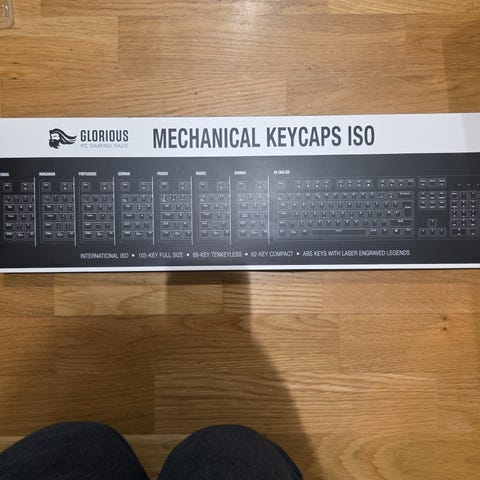 GLORIOUS
PC GAMING RACE
MECHANICAL KEYCAPS ISO
HUNGARIAN PORTUGUESE GERMAN FRENCH NORDIC SPANISH UK ENGLISH
INTERNATIONAL ISO • 105-KEY FULL SIZE • 88-KEY TENKEYLESS • 62-KEY COMPACT • ABS KEYS WITH LASER ENGRAVED LEGENDS